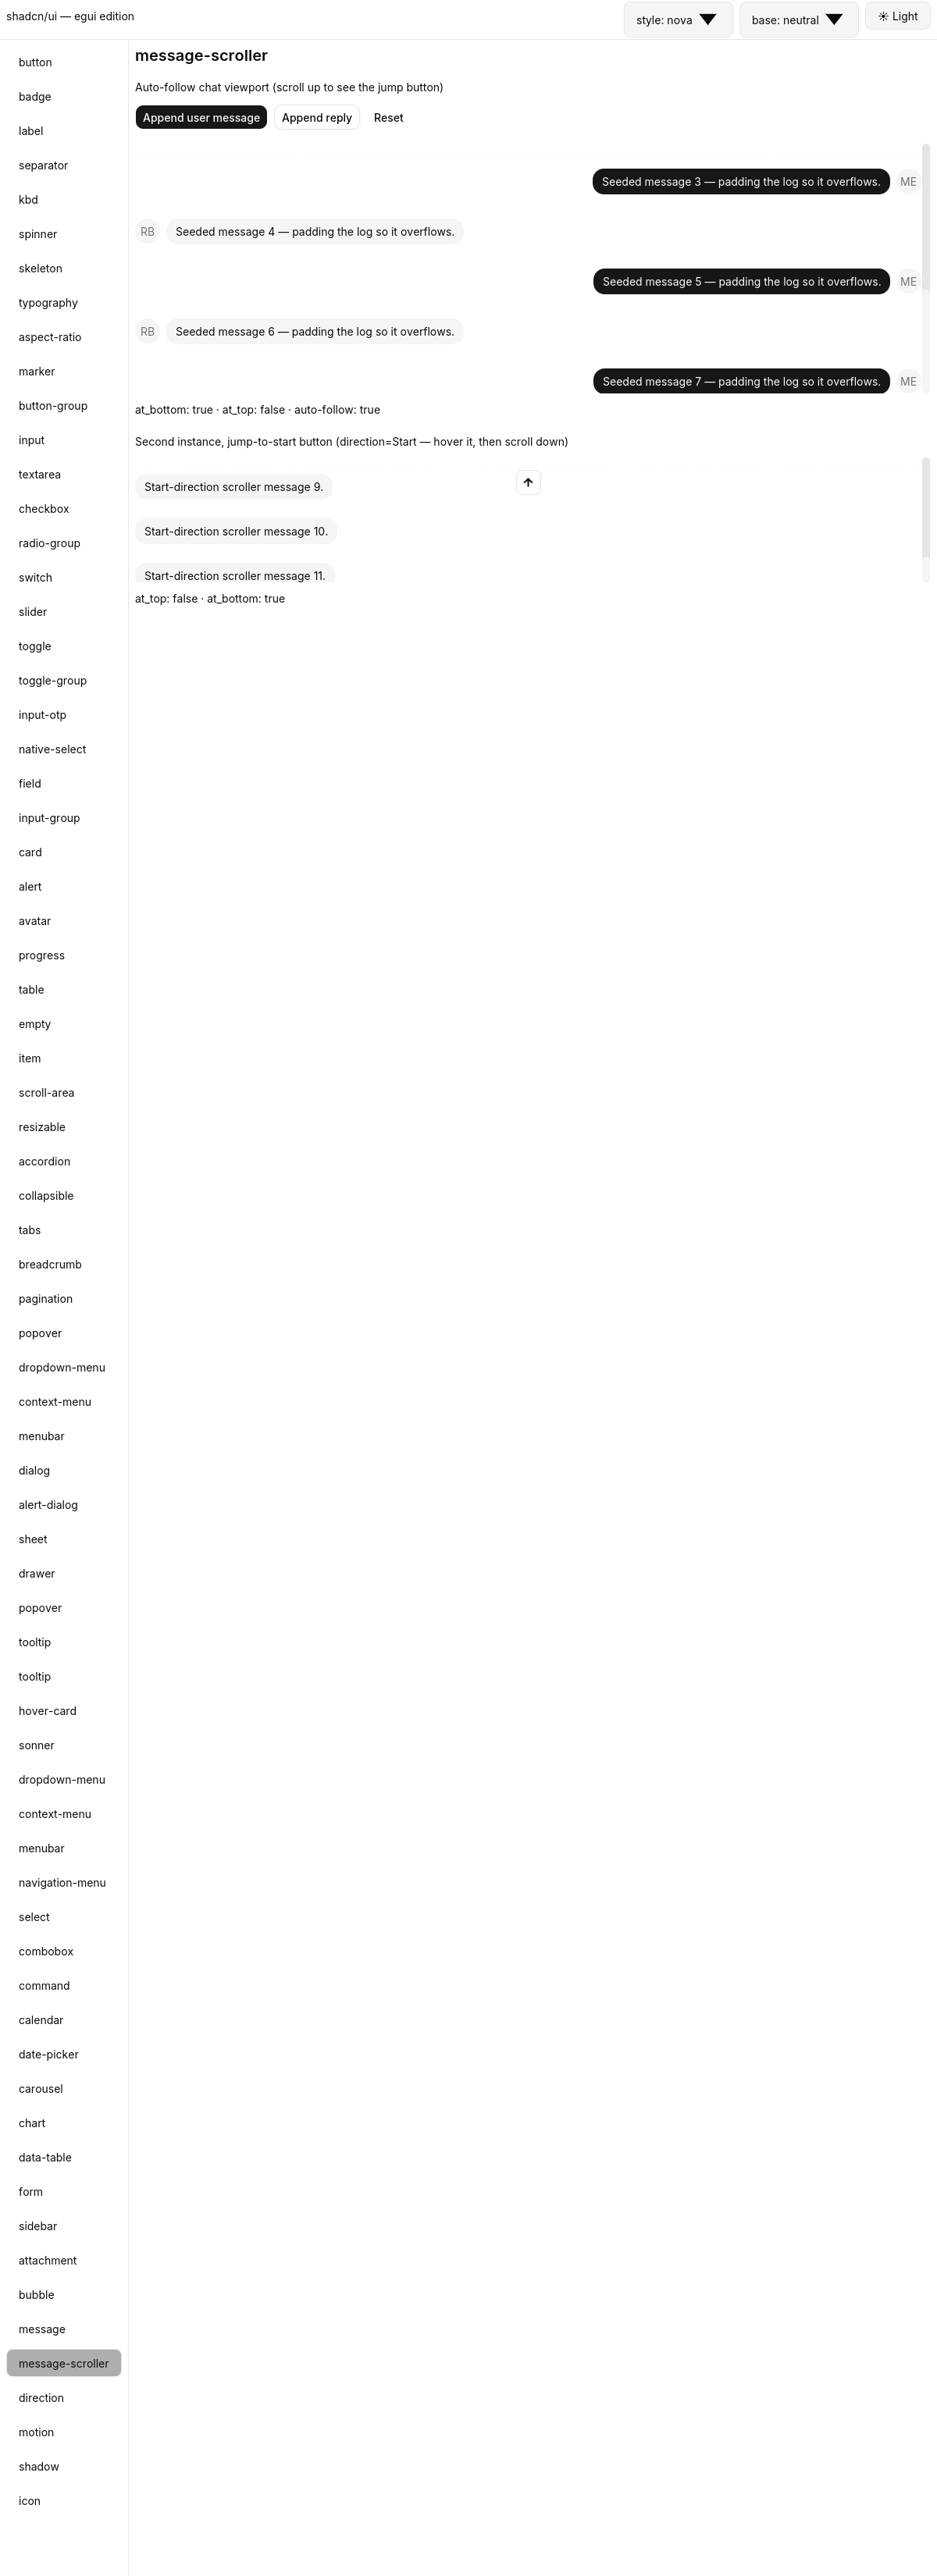 shadcn/ui — egui edition
style: nova
base: neutral
☀ Light
button
badge
label
separator
kbd
spinner
skeleton
typography
aspect-ratio
marker
button-group
input
textarea
checkbox
radio-group
switch
slider
toggle
toggle-group
input-otp
native-select
field
input-group
card
alert
avatar
progress
table
empty
item
scroll-area
resizable
accordion
collapsible
tabs
breadcrumb
pagination
popover
dropdown-menu
context-menu
menubar
dialog
alert-dialog
sheet
drawer
popover
tooltip
tooltip
hover-card
sonner
dropdown-menu
context-menu
menubar
navigation-menu
select
combobox
command
calendar
date-picker
carousel
chart
data-table
form
sidebar
attachment
bubble
message
message-scroller
direction
motion
shadow
icon
message-scroller
Auto-follow chat viewport (scroll up to see the jump button)
Append user message
Append reply
Reset
Seeded message 3 — padding the log so it overflows.
ME
RB
Seeded message 4 — padding the log so it overflows.
Seeded message 5 — padding the log so it overflows.
ME
RB
Seeded message 6 — padding the log so it overflows.
Seeded message 7 — padding the log so it overflows.
ME
at_bottom: true · at_top: false · auto-follow: true
Second instance, jump-to-start button (direction=Start — hover it, then scroll down)
Start-direction scroller message 9.
Start-direction scroller message 10.
Start-direction scroller message 11.
at_top: false · at_bottom: true